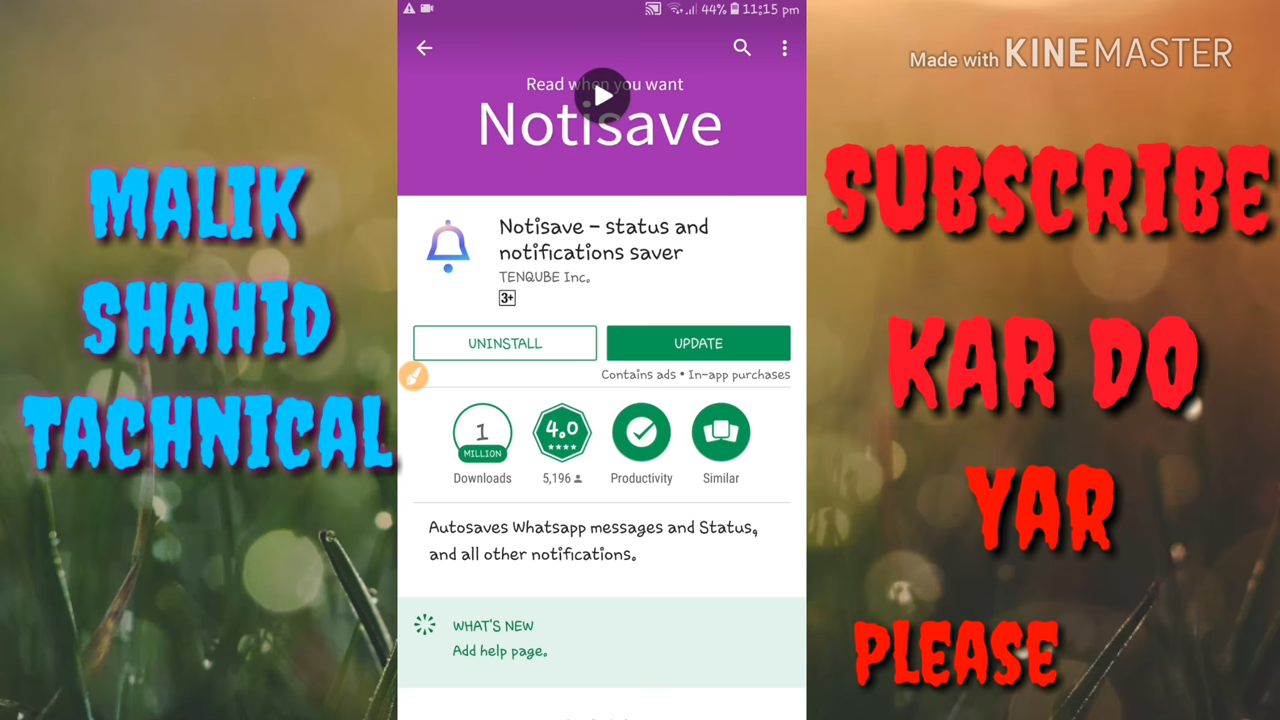 MALIK
SHAHID
TACHNICAL
44% 11:15 pm
Read when you want
Notisave
Notisave – status and
notifications saver
TENQUBE Inc.
3+
UNINSTALL
UPDATE
Contains ads • In-app purchases
1
MILLION
Downloads
4.0
5,196
Productivity
Similar
Autosaves Whatsapp messages and Status,
and all other notifications.
WHAT'S NEW
Add help page.
Made with KINEMASTER
SUBSCRIBE
KAR DO
YAR
PLEASE